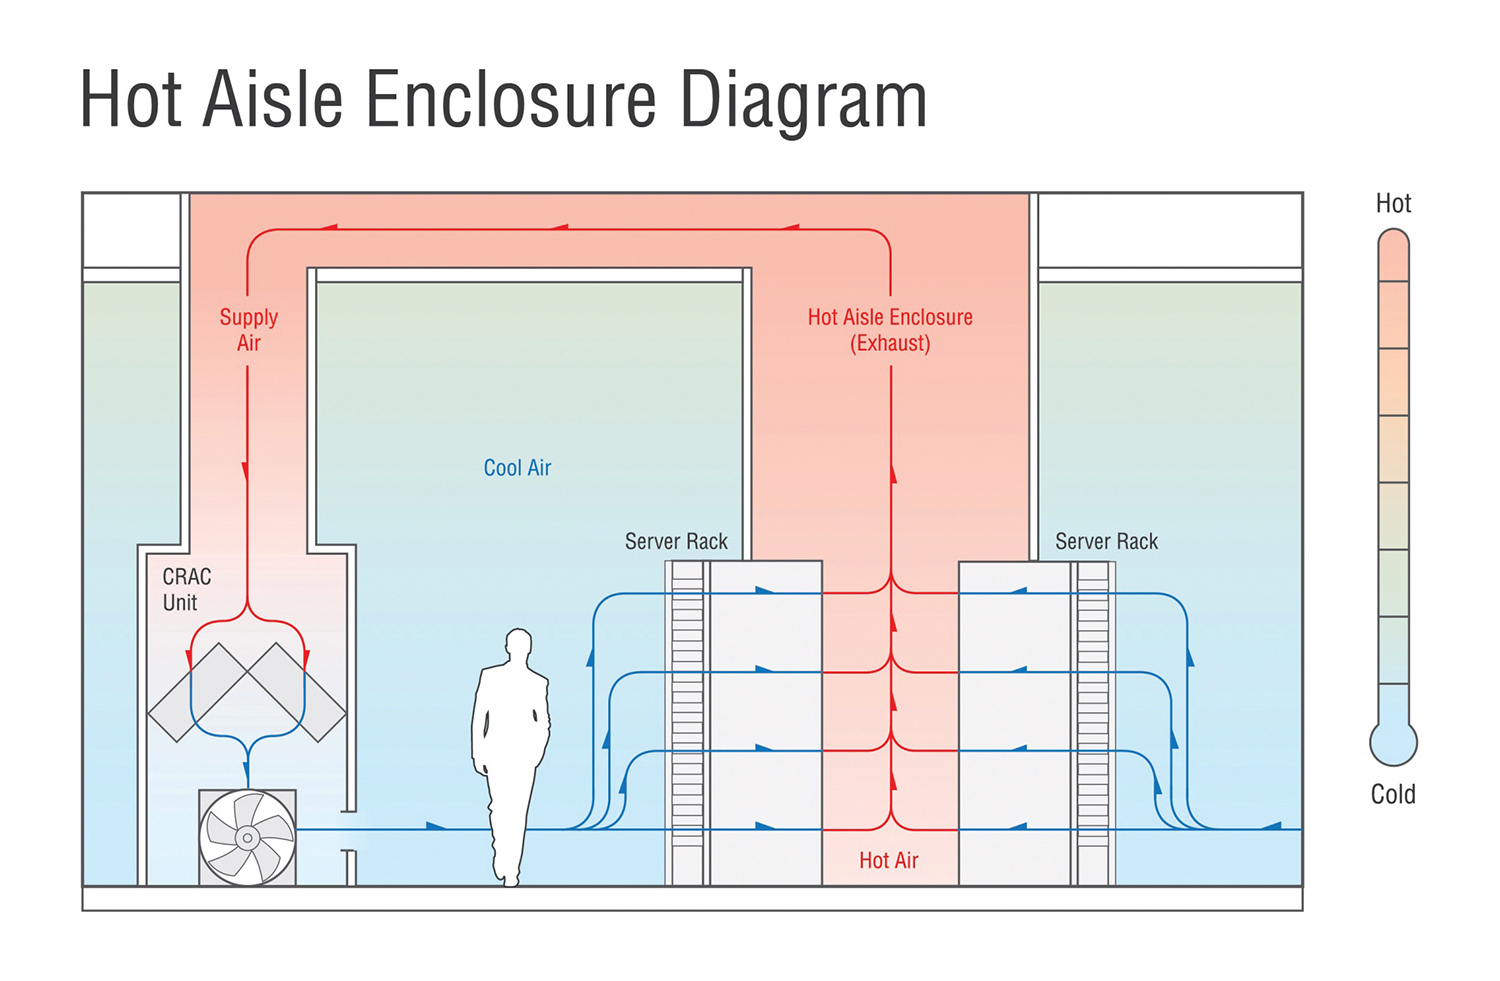 Hot Aisle Enclosure Diagram
Hot
Supply
Air
Hot Aisle Enclosure
(Exhaust)
Cool Air
Server Rack
Server Rack
CRAC
Unit
Cold
Hot Air